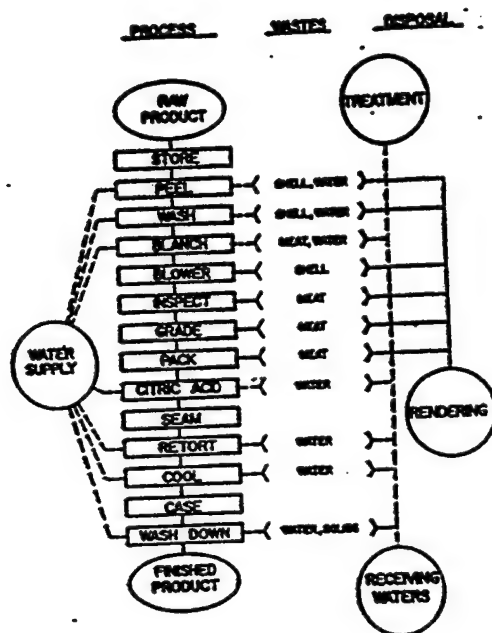 PROCESS WASTES DISPOSAL
RAW
PRODUCT
TREATMENT
STORE
PEEL SHELL, WATER
WASH SHELL, WATER
BLANCH MEAT, WATER
BLOWER SHELL
INSPECT MEAT
GRADE MEAT
PACK MEAT
WATER
SUPPLY
CITRIC ACID WATER
RENDERING
SEAM
RETORT WATER
COOL WATER
CASE
WASH DOWN WATER, SOLIDS
FINISHED
PRODUCT
RECEIVING
WATERS